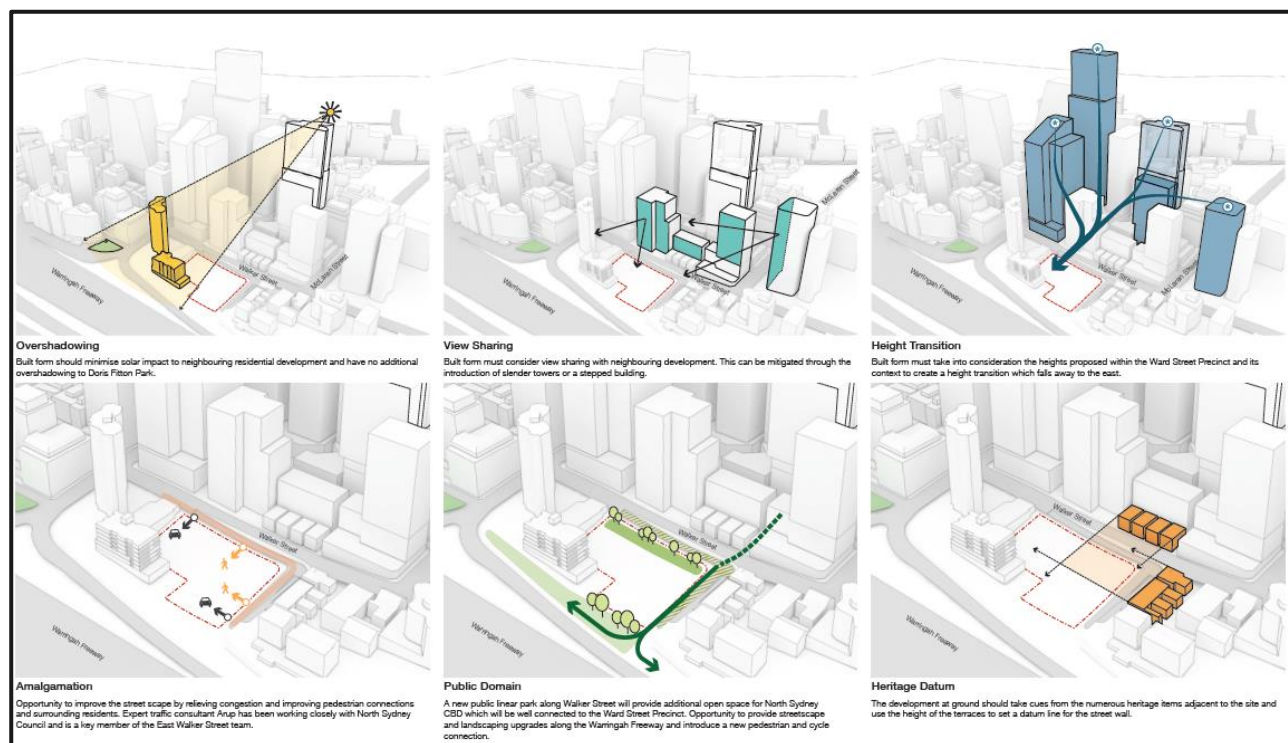 McLaren Street
Walker Street
Warringah Freeway
Overshadowing
Built form should minimise solar impact to neighbouring residential development and have no additional
overshadowing to Doris Fitton Park.
McLaren Street
Walker Street
Warringah Freeway
View Sharing
Built form must consider view sharing with neighbouring development. This can be mitigated through the
introduction of slender towers or a stepped building.
Walker Street
McLaren Street
Warringah Freeway
Height Transition
Built form must take into consideration the heights proposed within the Ward Street Precinct and its
context to create a height transition which falls away to the east.
Walker Street
Warringah Freeway
Amalgamation
Opportunity to improve the street scape by relieving congestion and improving pedestrian connections
and surrounding residents. Expert traffic consultant Arup has been working closely with North Sydney
Council and is a key member of the East Walker Street team.
Walker Street
Warringah Freeway
Public Domain
A new public linear park along Walker Street will provide additional open space for North Sydney
CBD which will be well connected to the Ward Street Precinct. Opportunity to provide streetscape
and landscaping upgrades along the Warringah Freeway and introduce a new pedestrian and cycle
connection.
Walker Street
Warringah Freeway
Heritage Datum
The development at ground should take cues from the numerous heritage items adjacent to the site and
use the height of the terraces to set a datum line for the street wall.